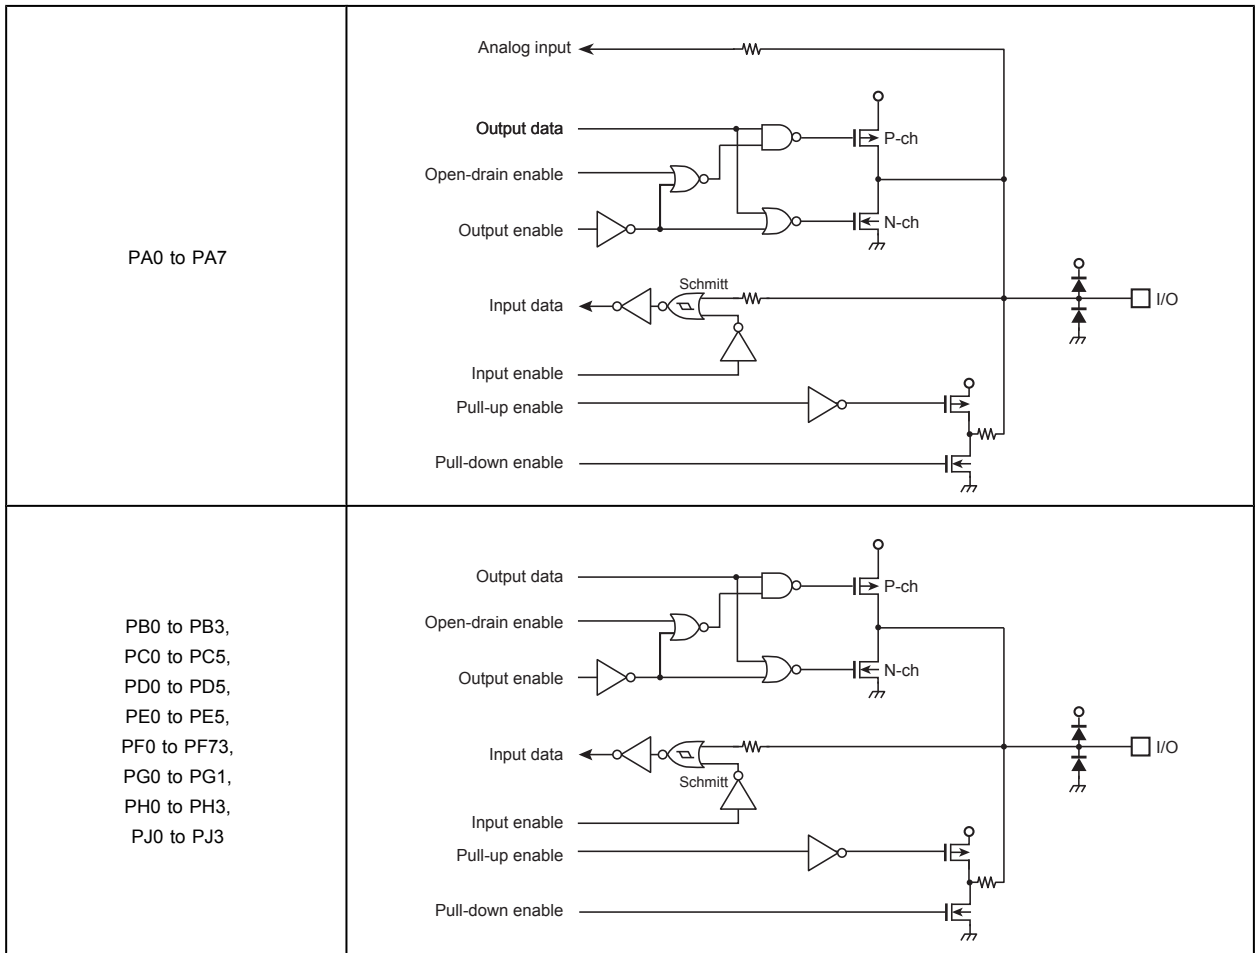 PA0 to PA7
Analog input
Output data
P-ch
Open-drain enable
Output enable
N-ch
Schmitt
Input data
I/O
Input enable
Pull-up enable
Pull-down enable
PB0 to PB3,
PC0 to PC5,
PD0 to PD5,
PE0 to PE5,
PF0 to PF73,
PG0 to PG1,
PH0 to PH3,
PJ0 to PJ3
Output data
P-ch
Open-drain enable
Output enable
N-ch
Input data
I/O
Schmitt
Input enable
Pull-up enable
Pull-down enable